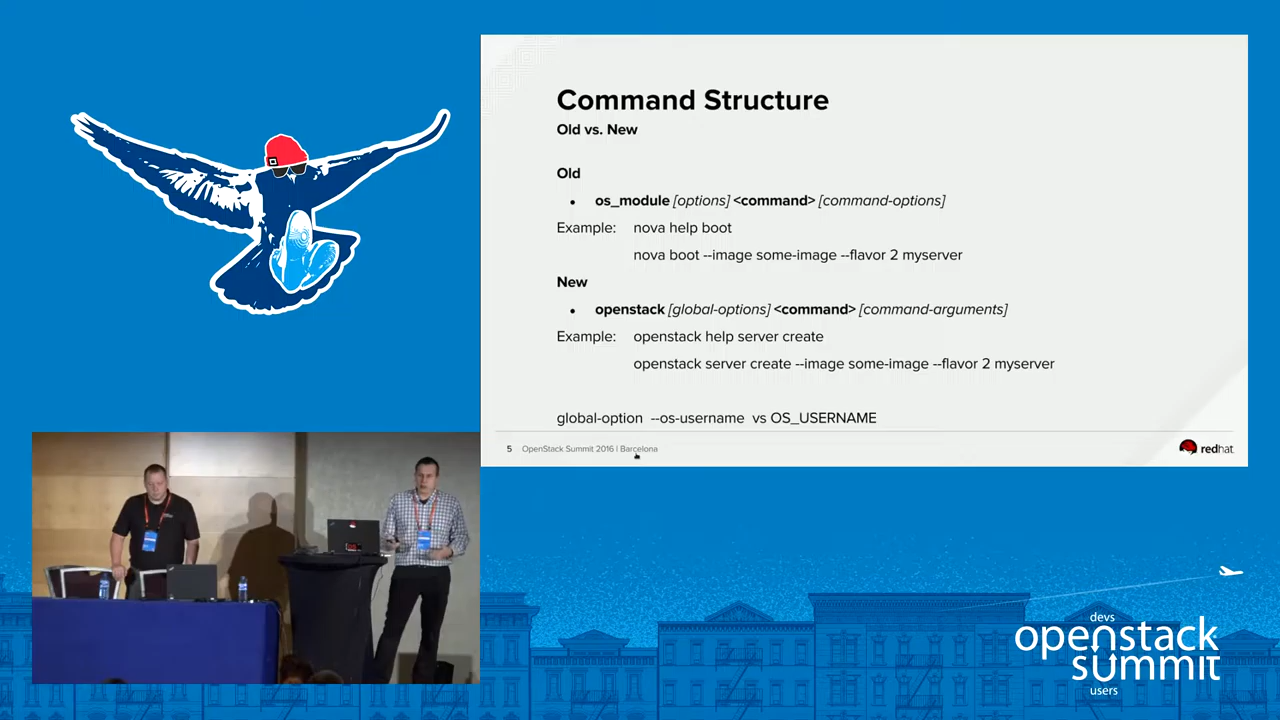 Command Structure
Old vs. New
Old
• os_module [options] <command> [command-options]
Example: nova help boot
nova boot --image some-image --flavor 2 myserver
New
• openstack [global-options] <command> [command-arguments]
Example: openstack help server create
openstack server create --image some-image --flavor 2 myserver
global-option --os-username vs OS_USERNAME
5 OpenStack Summit 2016 | Barcelona
redhat
devs
openstack
summit
users